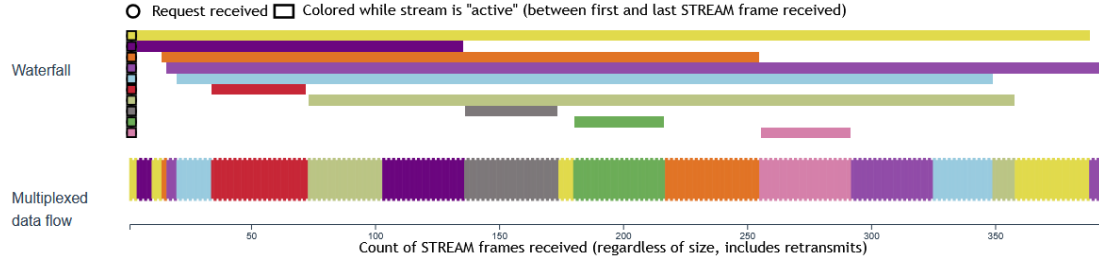 Request received Colored while stream is "active" (between first and last STREAM frame received)
Waterfall
Multiplexed
data flow
50 100 150 200 250 300 350
Count of STREAM frames received (regardless of size, includes retransmits)